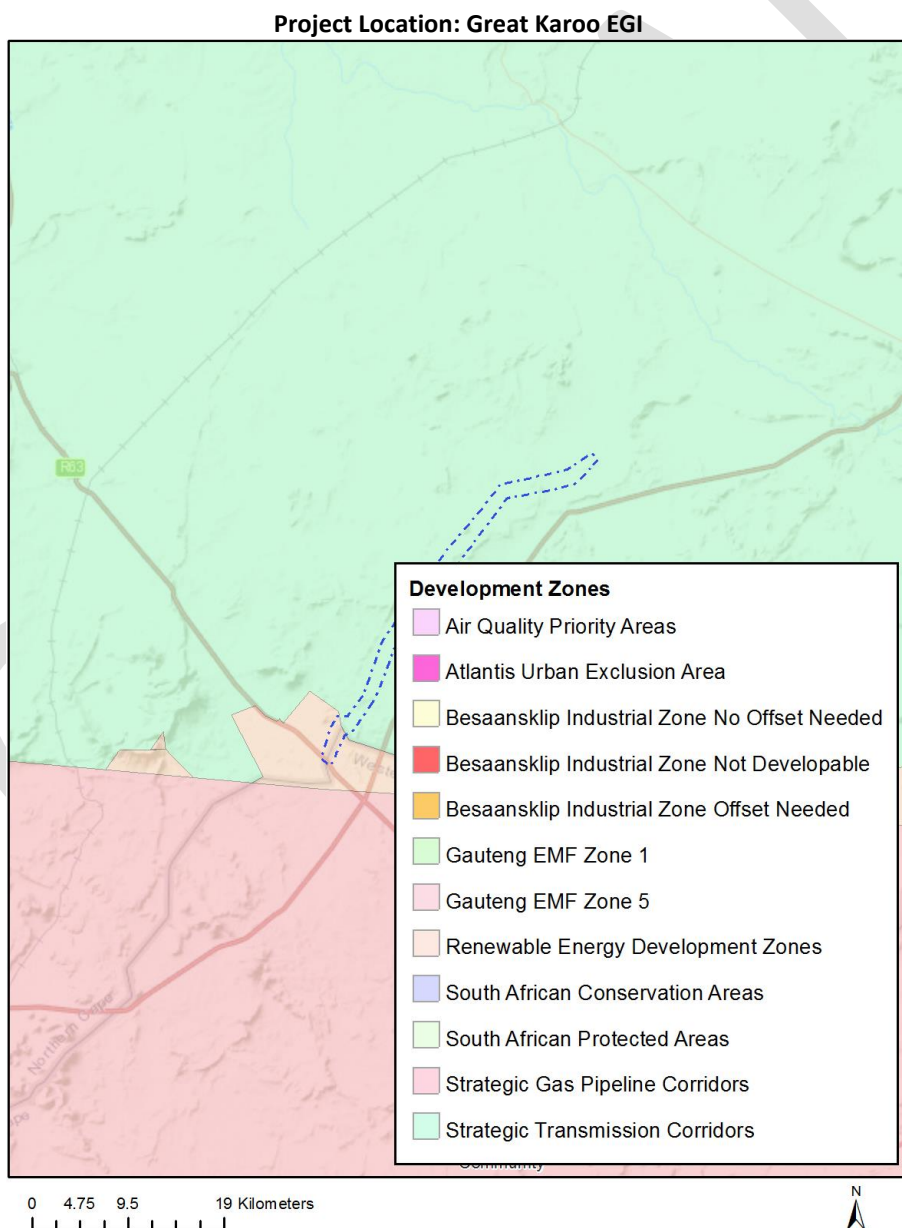 Project Location: Great Karoo EGI
R63
Weste
Northern Cape
Development Zones
Air Quality Priority Areas
Atlantis Urban Exclusion Area
Besaansklip Industrial Zone No Offset Needed
Besaansklip Industrial Zone Not Developable
Besaansklip Industrial Zone Offset Needed
Gauteng EMF Zone 1
Gauteng EMF Zone 5
Renewable Energy Development Zones
South African Conservation Areas
South African Protected Areas
Strategic Gas Pipeline Corridors
Strategic Transmission Corridors
0 4.75 9.5 19 Kilometers
N